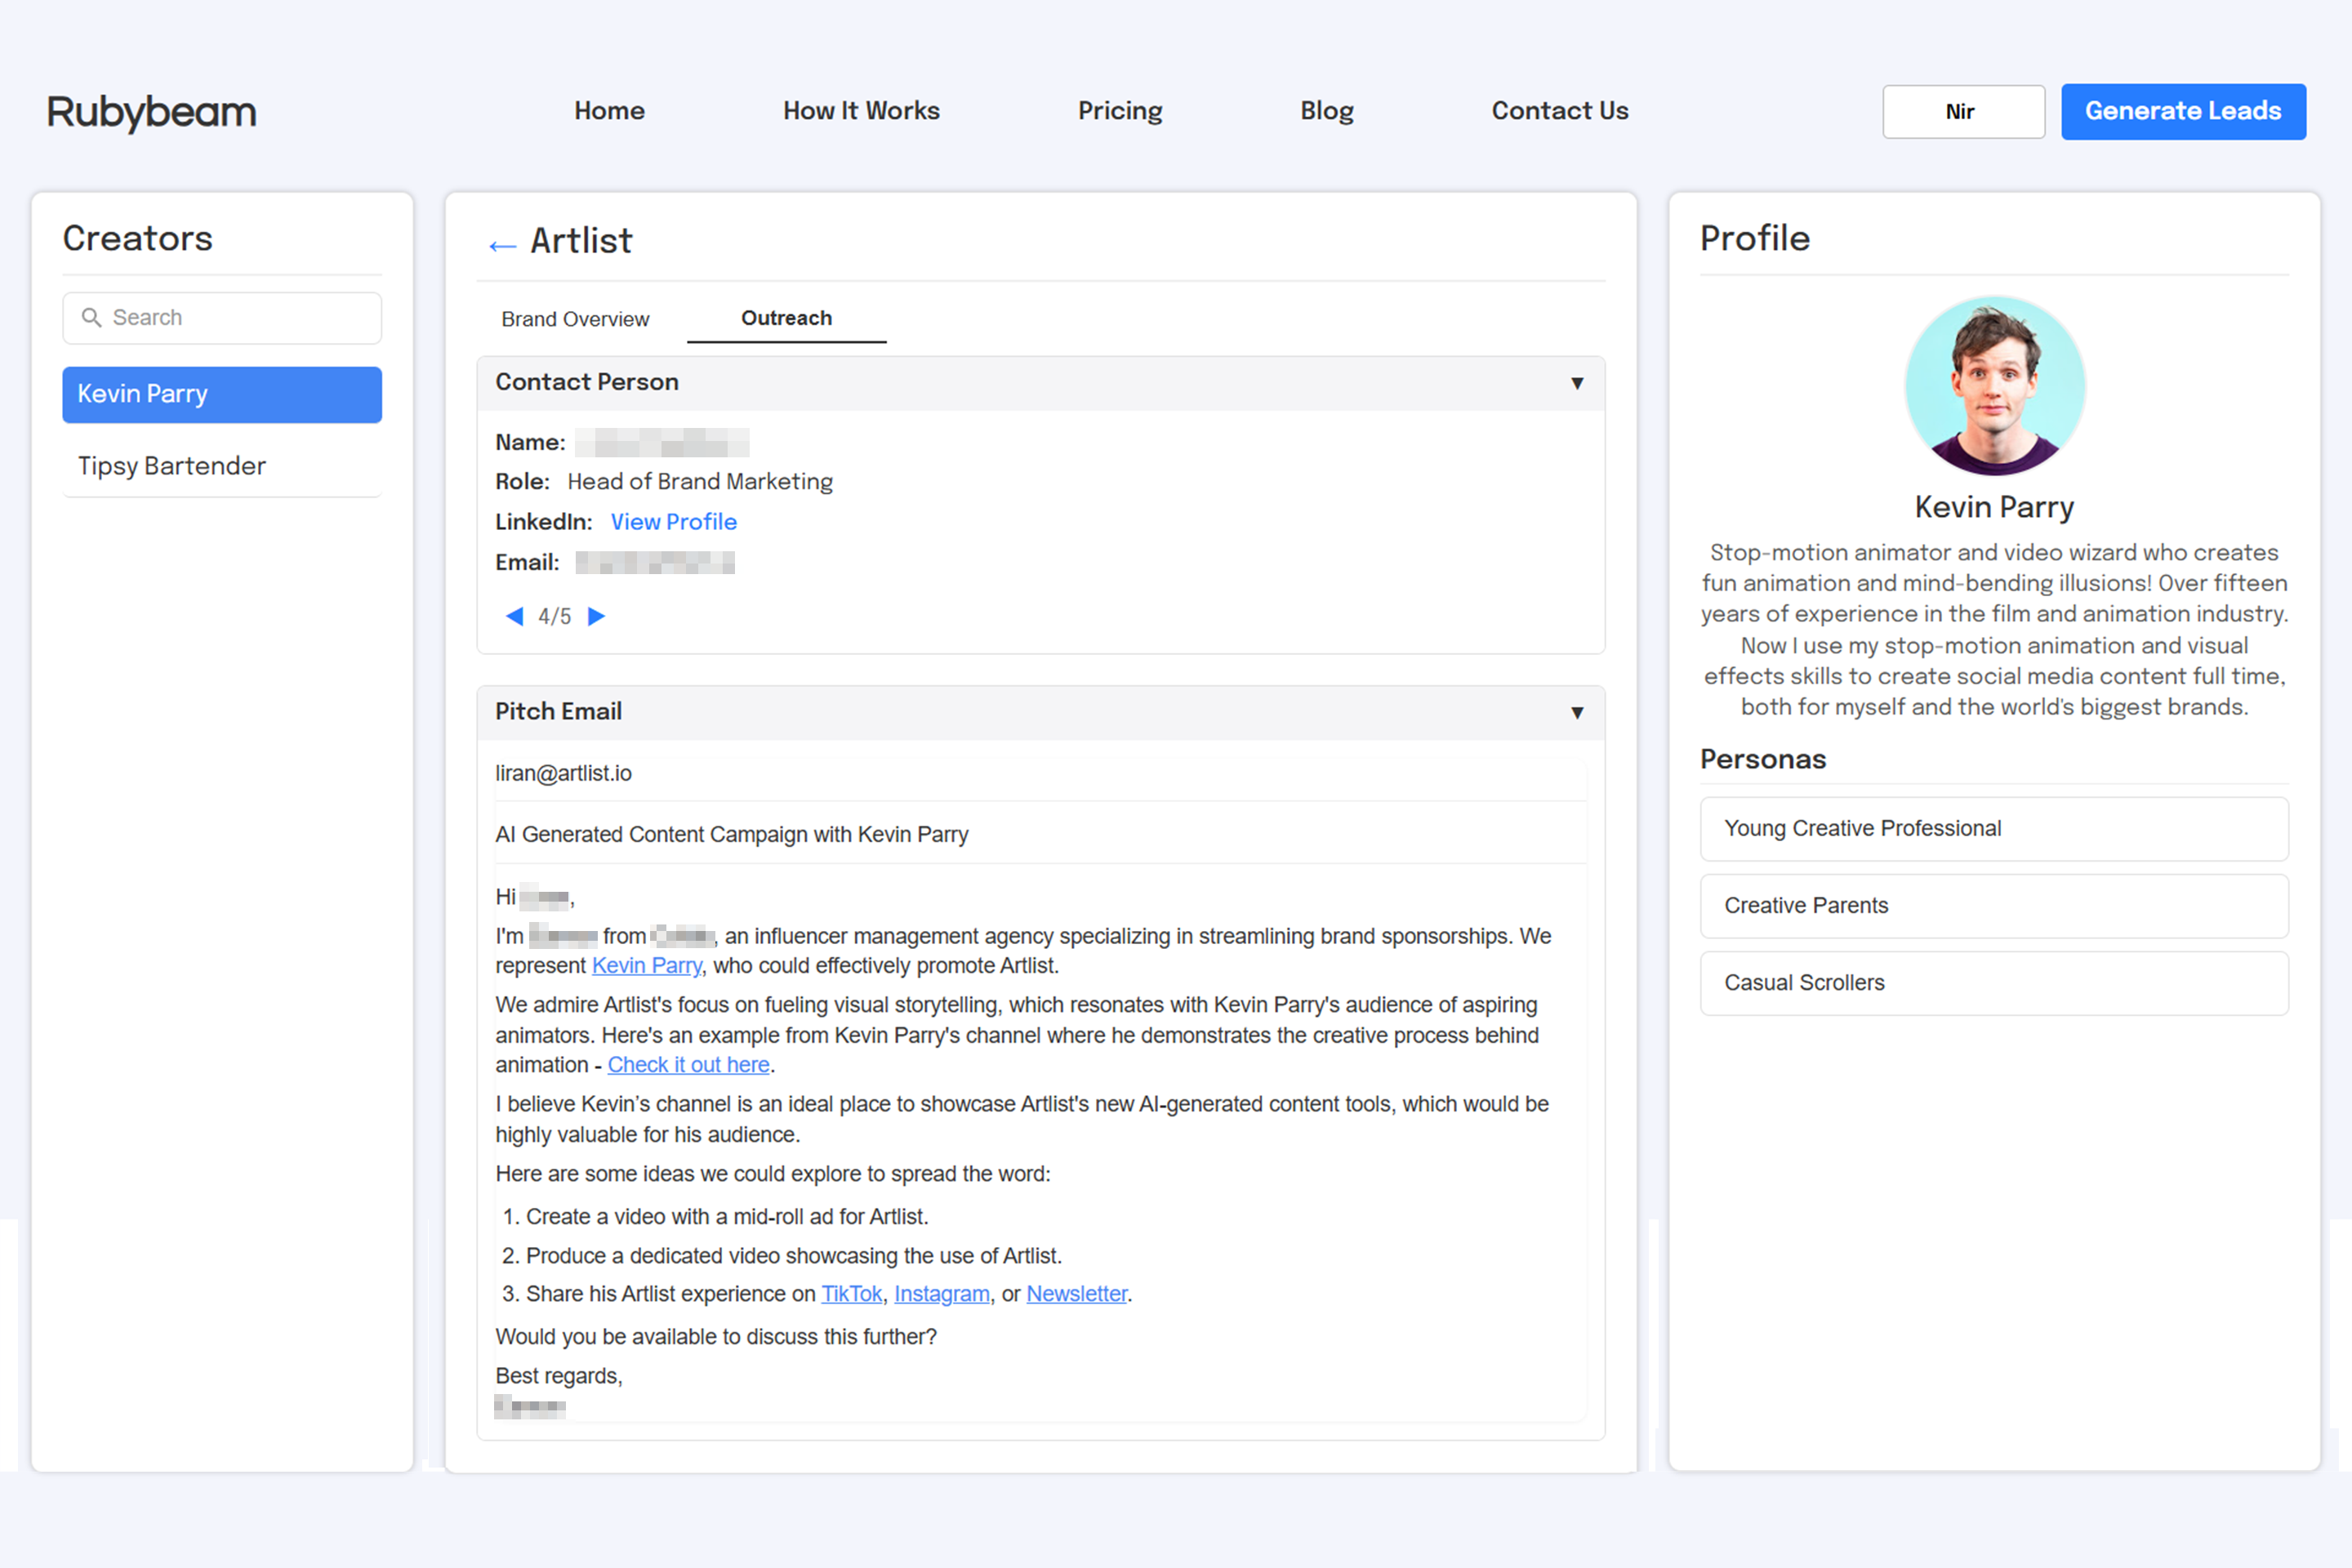 Rubybeam
Home
How It Works
Pricing
Blog
Contact Us
Nir
Generate Leads
Creators
Search
Kevin Parry
Tipsy Bartender
← Artlist
Brand Overview
Outreach
Contact Person
▼
Name:
Role: Head of Brand Marketing
LinkedIn: View Profile
Email:
◀ 4/5 ▶
Pitch Email
▼
liran@artlist.io
AI Generated Content Campaign with Kevin Parry
Hi ,
I'm from , an influencer management agency specializing in streamlining brand sponsorships. We
represent Kevin Parry, who could effectively promote Artlist.
We admire Artlist's focus on fueling visual storytelling, which resonates with Kevin Parry's audience of aspiring
animators. Here's an example from Kevin Parry's channel where he demonstrates the creative process behind
animation - Check it out here.
I believe Kevin’s channel is an ideal place to showcase Artlist's new AI-generated content tools, which would be
highly valuable for his audience.
Here are some ideas we could explore to spread the word:
1. Create a video with a mid-roll ad for Artlist.
2. Produce a dedicated video showcasing the use of Artlist.
3. Share his Artlist experience on TikTok, Instagram, or Newsletter.
Would you be available to discuss this further?
Best regards,
Profile
Kevin Parry
Stop-motion animator and video wizard who creates
fun animation and mind-bending illusions! Over fifteen
years of experience in the film and animation industry.
Now I use my stop-motion animation and visual
effects skills to create social media content full time,
both for myself and the world's biggest brands.
Personas
Young Creative Professional
Creative Parents
Casual Scrollers